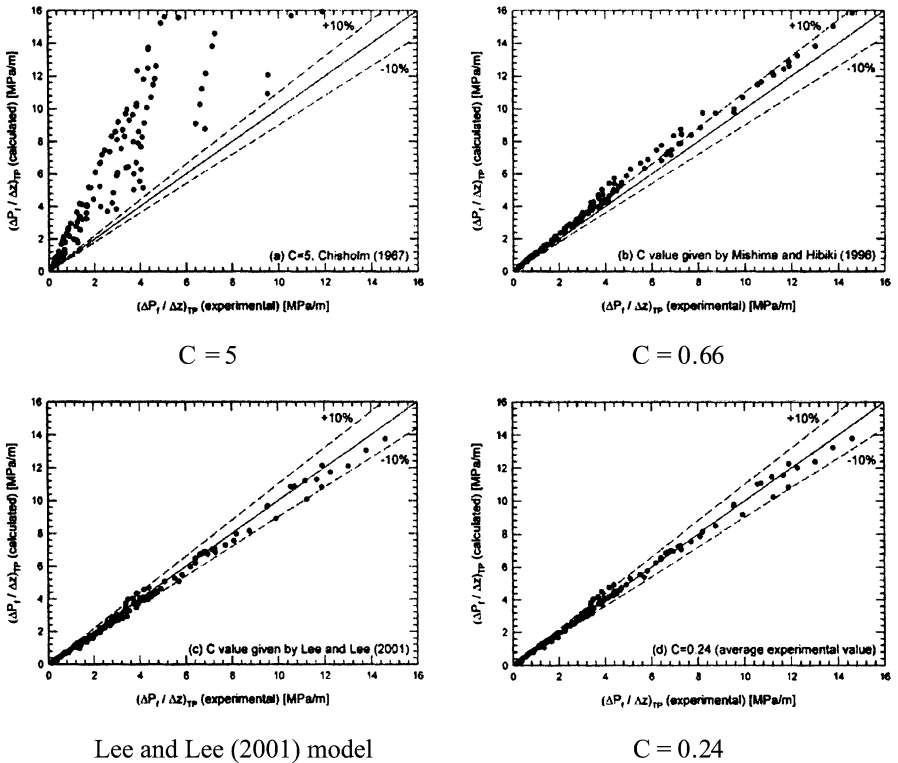 16
14
12
10
8
6
4
2
0
(ΔP_f / Δz)_TP (calculated) [MPa/m]
+10%
-10%
(a) C=5, Chisholm (1967)
0 2 4 6 8 10 12 14 16
(ΔP_f / Δz)_TP (experimental) [MPa/m]
C = 5
16
14
12
10
8
6
4
2
0
(ΔP_f / Δz)_TP (calculated) [MPa/m]
+10%
-10%
(b) C value given by Mishima and Hibiki (1996)
0 2 4 6 8 10 12 14 16
(ΔP_f / Δz)_TP (experimental) [MPa/m]
C = 0.66
16
14
12
10
8
6
4
2
0
(ΔP_f / Δz)_TP (calculated) [MPa/m]
+10%
-10%
(c) C value given by Lee and Lee (2001)
0 2 4 6 8 10 12 14 16
(ΔP_f / Δz)_TP (experimental) [MPa/m]
Lee and Lee (2001) model
16
14
12
10
8
6
4
2
0
(ΔP_f / Δz)_TP (calculated) [MPa/m]
+10%
-10%
(d) C=0.24 (average experimental value)
0 2 4 6 8 10 12 14 16
(ΔP_f / Δz)_TP (experimental) [MPa/m]
C = 0.24